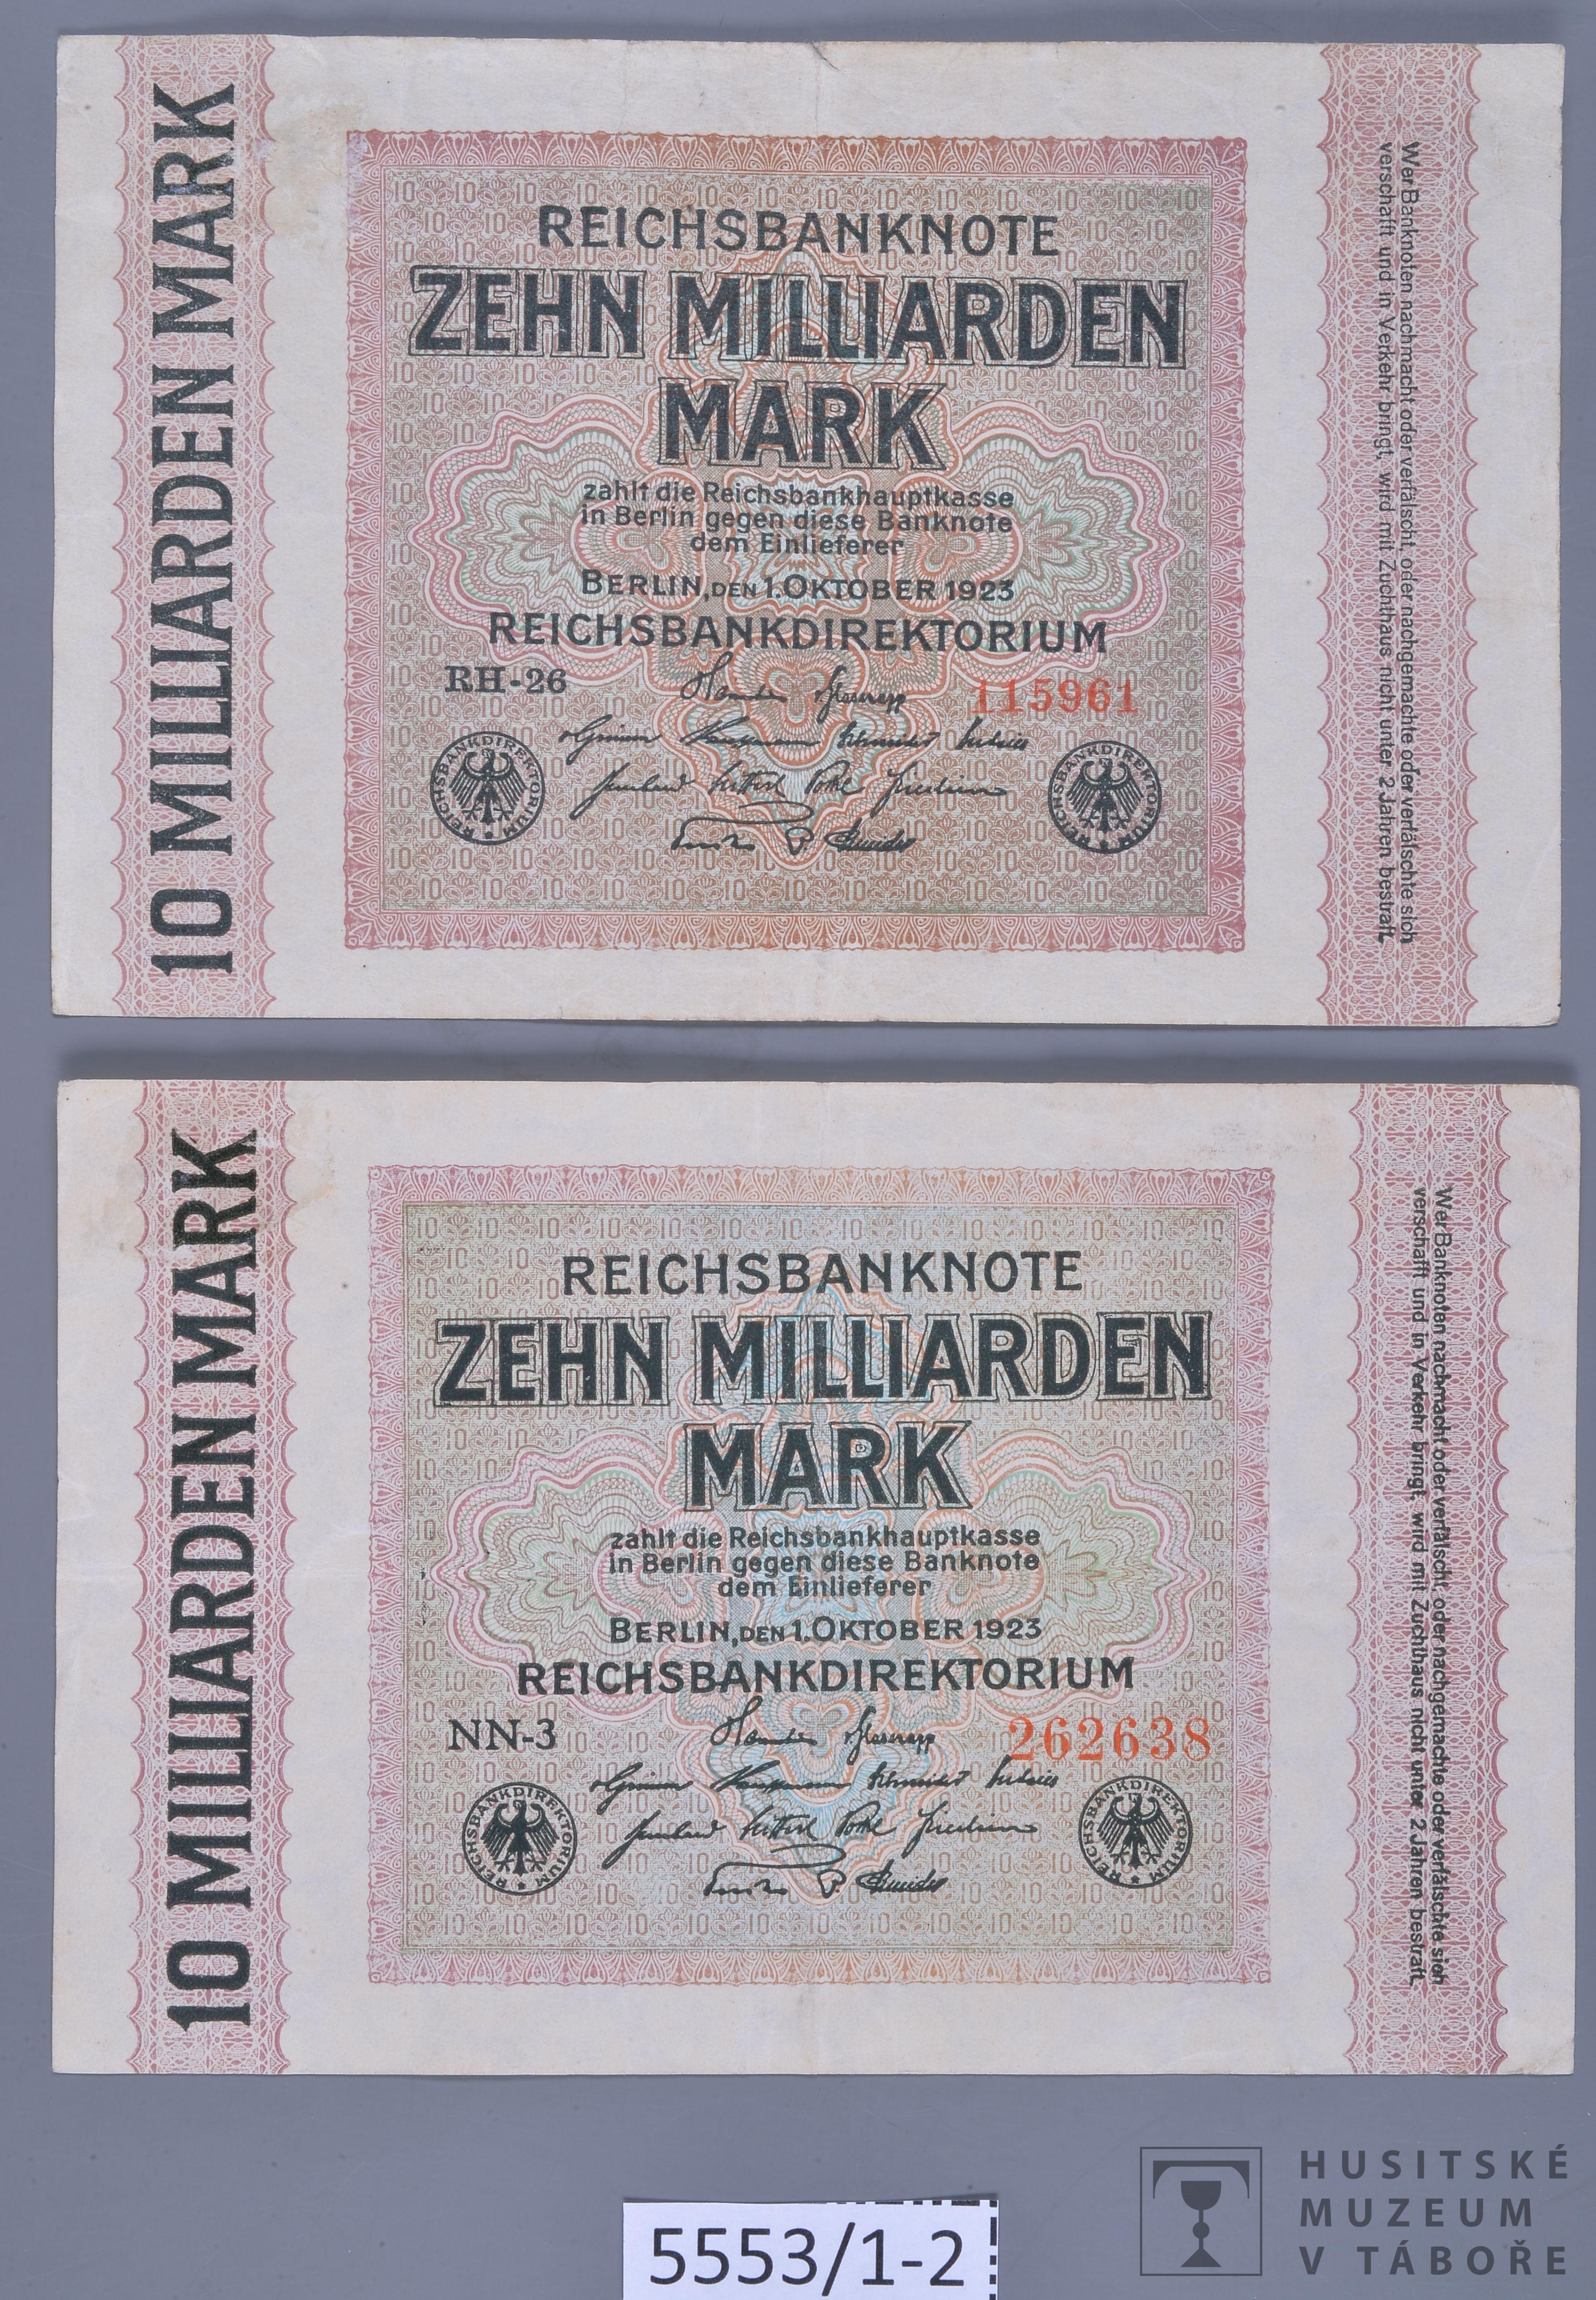 10 MILLIARDEN MARK
REICHSBANKNOTE
ZEHN MILLIARDEN
MARK
zahlt die Reichsbankhauptkasse
in Berlin gegen diese Banknote
dem Einlieferer
BERLIN, DEN 1. OKTOBER 1923
REICHSBANKDIREKTORIUM
RH-26
115961
REICHSBANKDIREKTORIUM
REICHSBANKDIREKTORIUM
Wer Banknoten nachmacht oder verfälscht, oder nachgemachte oder verfälschte sich
verschafft und in Verkehr bringt, wird mit Zuchthaus nicht unter 2 Jahren bestraft.
10 MILLIARDEN MARK
REICHSBANKNOTE
ZEHN MILLIARDEN
MARK
zahlt die Reichsbankhauptkasse
in Berlin gegen diese Banknote
dem Einlieferer
BERLIN, DEN 1. OKTOBER 1923
REICHSBANKDIREKTORIUM
NN-3
262638
REICHSBANKDIREKTORIUM
REICHSBANKDIREKTORIUM
Wer Banknoten nachmacht oder verfälscht, oder nachgemachte oder verfälschte sich
verschafft und in Verkehr bringt, wird mit Zuchthaus nicht unter 2 Jahren bestraft.
5553/1-2
HUSITSKÉ
MUZEUM
V TÁBOŘE